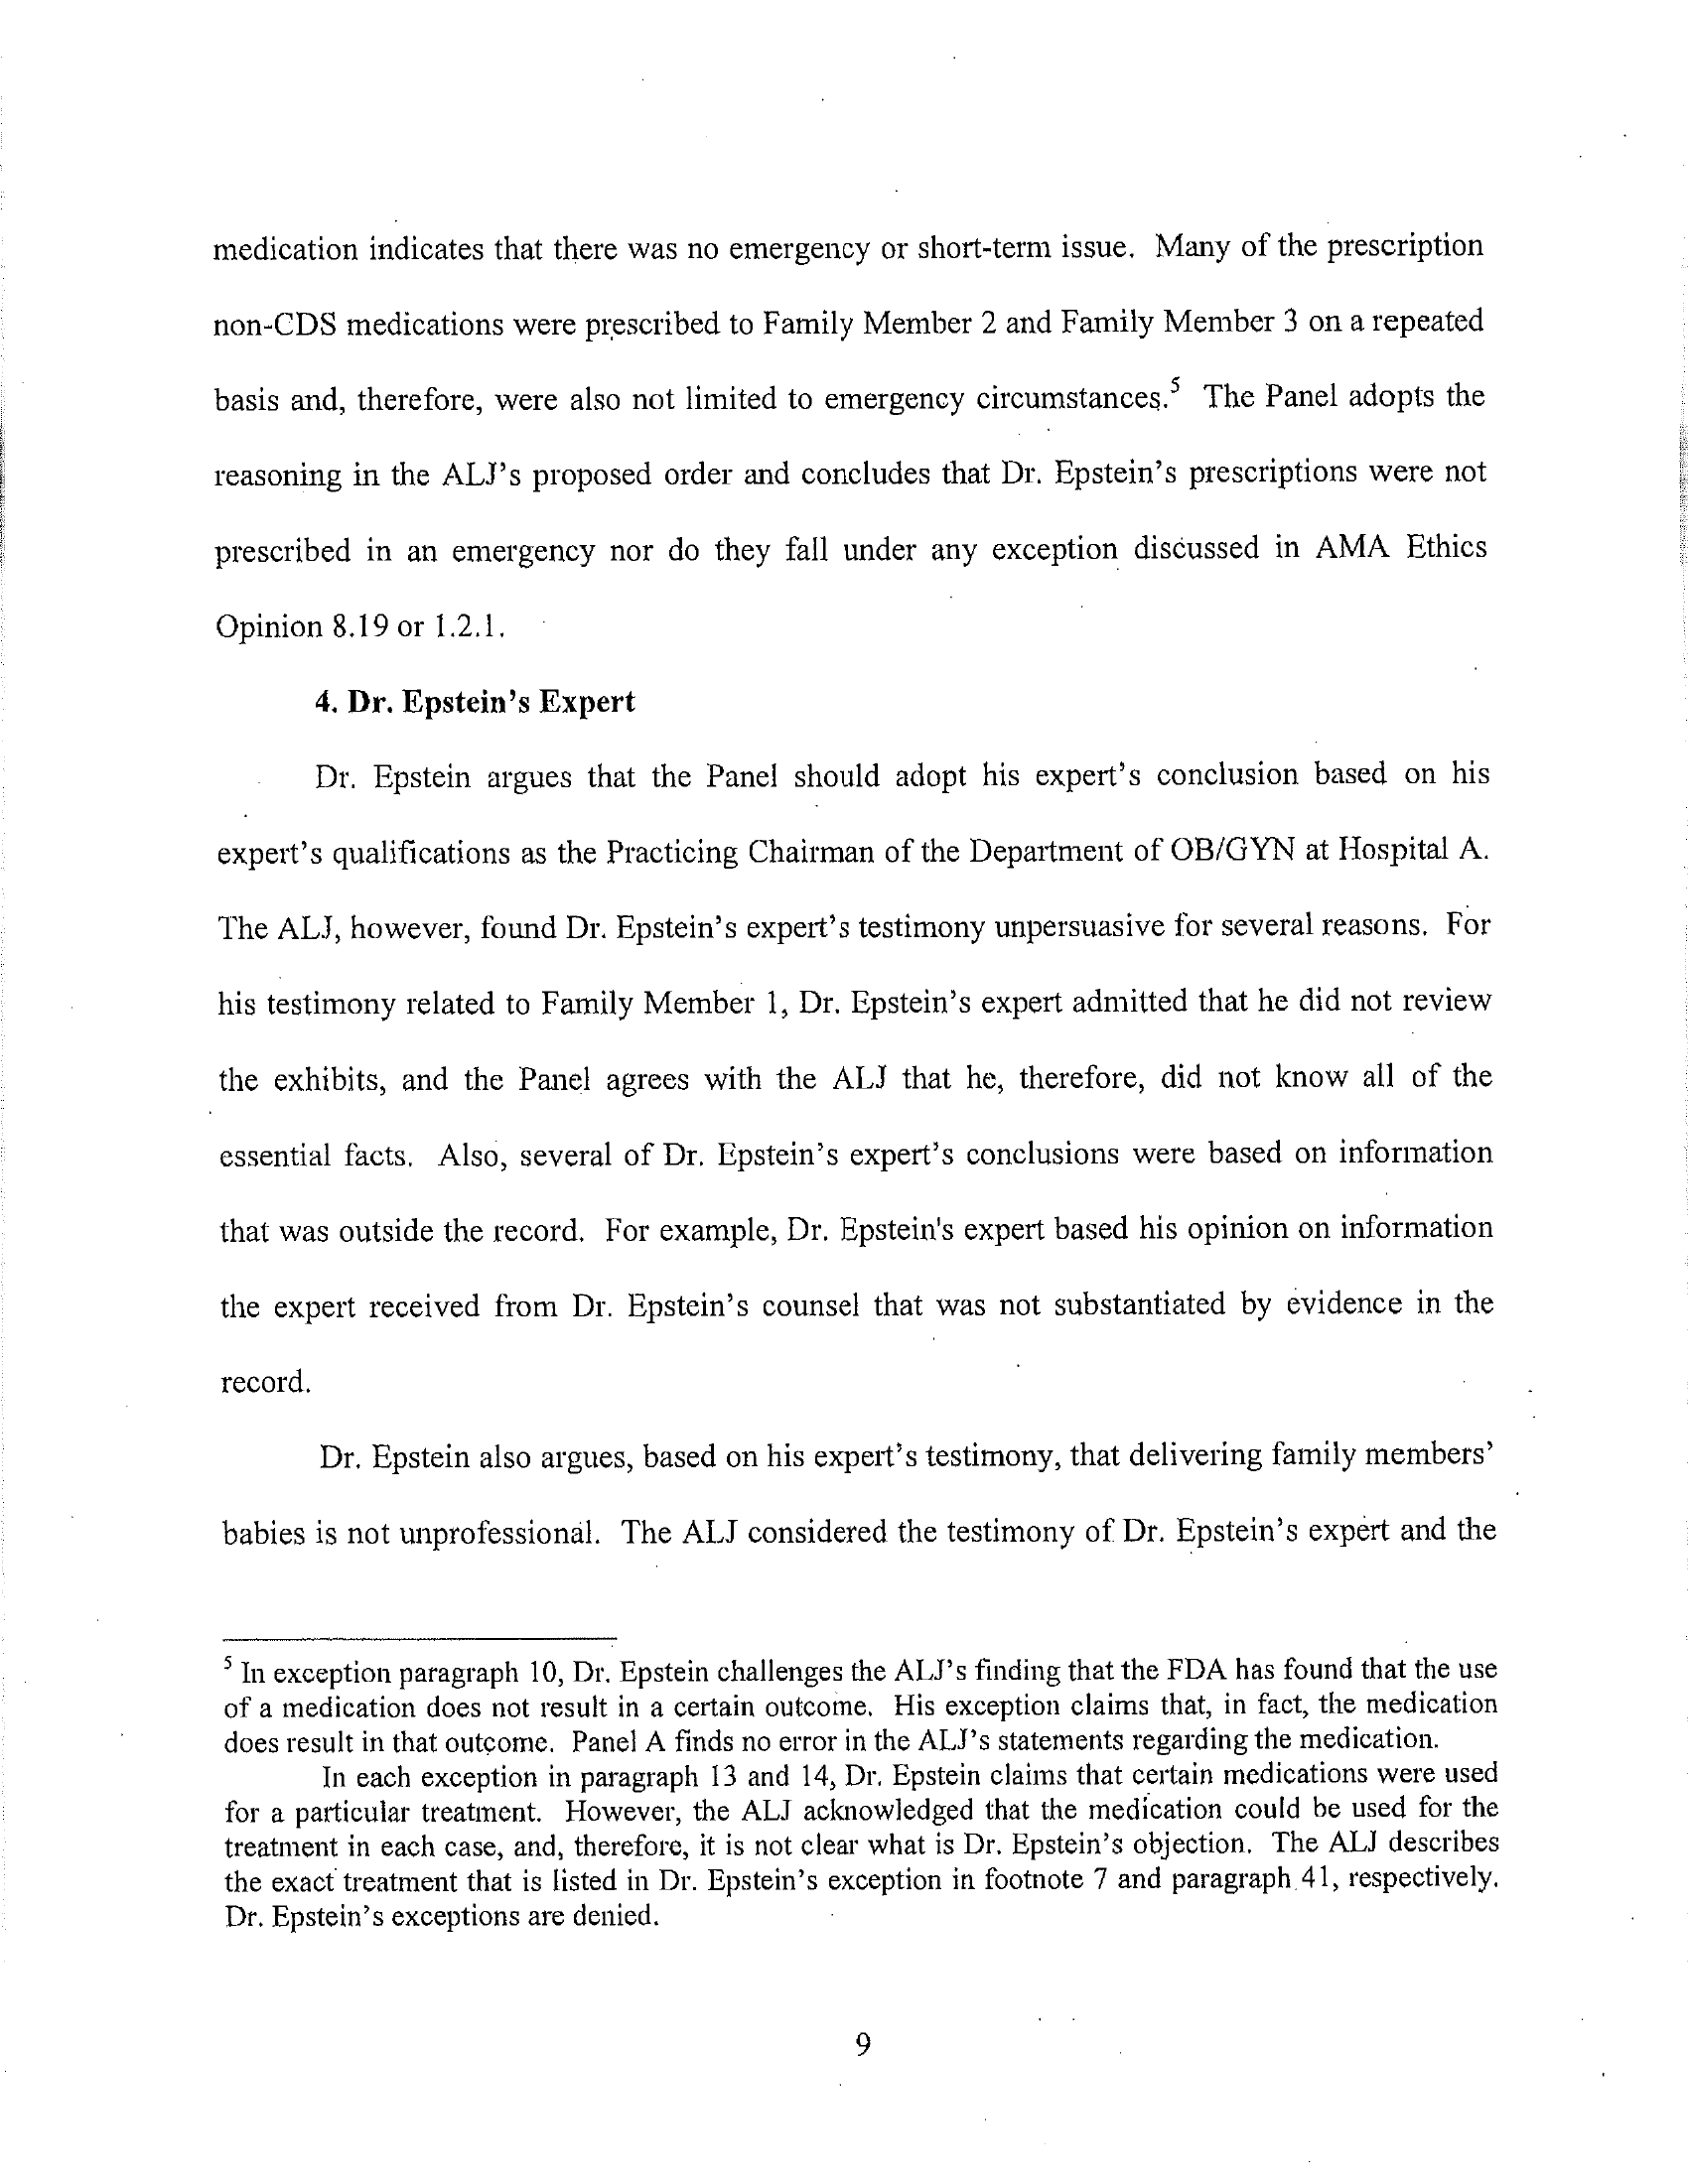 medication indicates that there was no emergency or short-term issue. Many of the prescription
non-CDS medications were prescribed to Family Member 2 and Family Member 3 on a repeated
basis and, therefore, were also not limited to emergency circumstances.5 The Panel adopts the
reasoning in the ALJ's proposed order and concludes that Dr. Epstein's prescriptions were not
prescribed in an emergency nor do they fall under any exception discussed in AMA Ethics
Opinion 8.19 or 1.2.1.
4. Dr. Epstein's Expert
Dr. Epstein argues that the Panel should adopt his expert's conclusion based on his
expert's qualifications as the Practicing Chairman of the Department of OB/GYN at Hospital A.
The ALJ, however, found Dr. Epstein's expert's testimony unpersuasive for several reasons. For
his testimony related to Family Member 1, Dr. Epstein's expert admitted that he did not review
the exhibits, and the Panel agrees with the ALJ that he, therefore, did not know all of the
essential facts. Also, several of Dr. Epstein's expert's conclusions were based on information
that was outside the record. For example, Dr. Epstein's expert based his opinion on information
the expert received from Dr. Epstein's counsel that was not substantiated by evidence in the
record.
Dr. Epstein also argues, based on his expert's testimony, that delivering family members'
babies is not unprofessional. The ALJ considered the testimony of Dr. Epstein's expert and the
5 In exception paragraph 10, Dr. Epstein challenges the ALJ's finding that the FDA has found that the use
of a medication does not result in a certain outcome. His exception claims that, in fact, the medication
does result in that outcome. Panel A finds no error in the ALJ's statements regarding the medication.
In each exception in paragraph 13 and 14, Dr. Epstein claims that certain medications were used
for a particular treatment. However, the ALJ acknowledged that the medication could be used for the
treatment in each case, and, therefore, it is not clear what is Dr. Epstein's objection. The ALJ describes
the exact treatment that is listed in Dr. Epstein's exception in footnote 7 and paragraph 41, respectively.
Dr. Epstein's exceptions are denied.
9